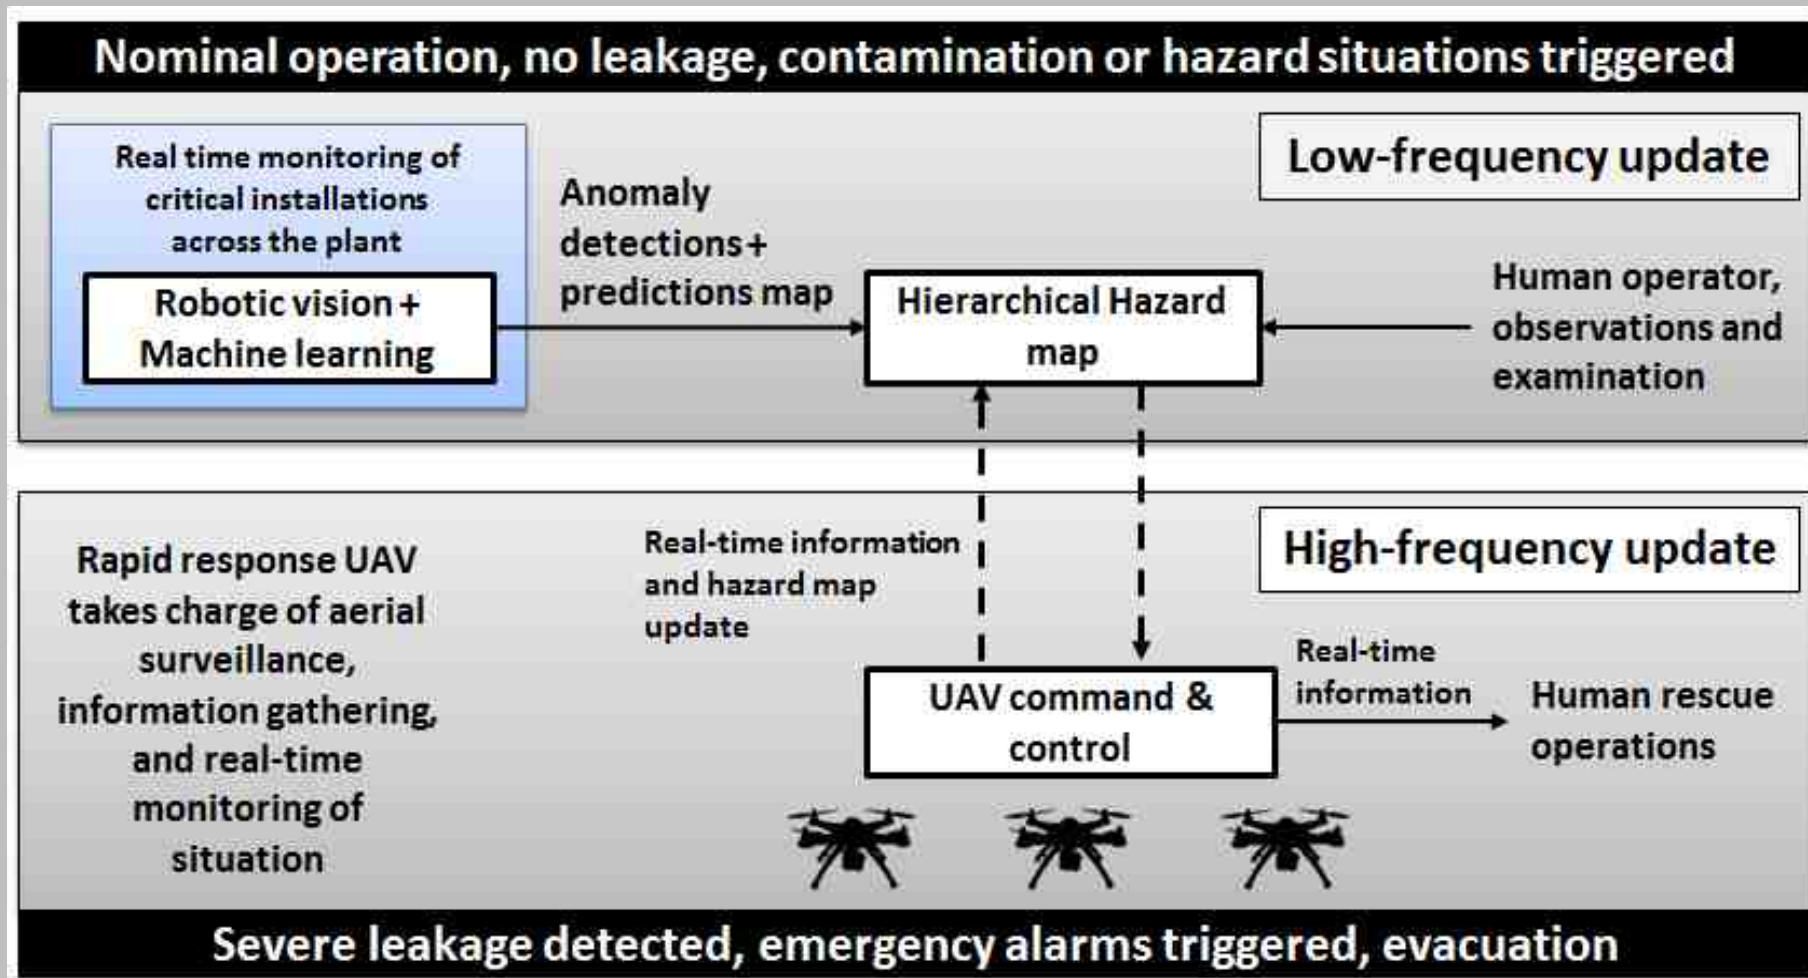 Nominal operation, no leakage, contamination or hazard situations triggered
Real time monitoring of
critical installations
across the plant
Robotic vision +
Machine learning
Anomaly
detections+
predictions map
Low-frequency update
Hierarchical Hazard
map
Human operator,
observations and
examination
Rapid response UAV
takes charge of aerial
surveillance,
information gathering,
and real-time
monitoring of
situation
Real-time information
and hazard map
update
High-frequency update
UAV command &
control
Real-time
information
Human rescue
operations
Severe leakage detected, emergency alarms triggered, evacuation